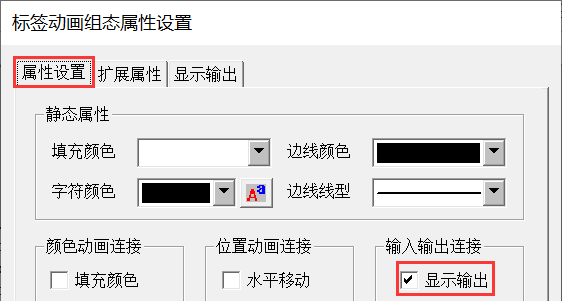 标签动画组态属性设置
属性设置 扩展属性 显示输出
静态属性
填充颜色 边线颜色
字符颜色 Aa 边线线型
颜色动画连接 位置动画连接 输入输出连接
填充颜色 水平移动 显示输出